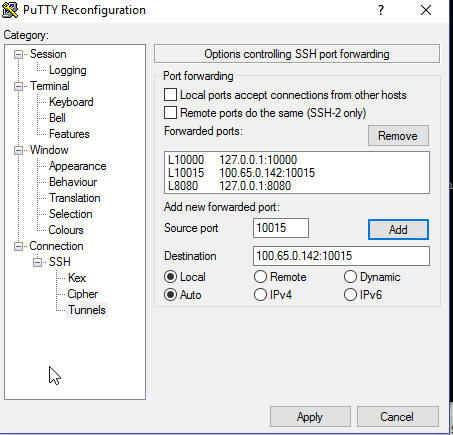 PuTTY Reconfiguration
Category:
Session
Logging
Terminal
Keyboard
Bell
Features
Window
Appearance
Behaviour
Translation
Selection
Colours
Connection
SSH
Kex
Cipher
Tunnels
Options controlling SSH port forwarding
Port forwarding
Local ports accept connections from other hosts
Remote ports do the same (SSH-2 only)
Forwarded ports: Remove
L10000 127.0.0.1:10000
L10015 100.65.0.142:10015
L8080 127.0.0.1:8080
Add new forwarded port:
Source port 10015 Add
Destination 100.65.0.142:10015
Local Remote Dynamic
Auto IPv4 IPv6
Apply Cancel